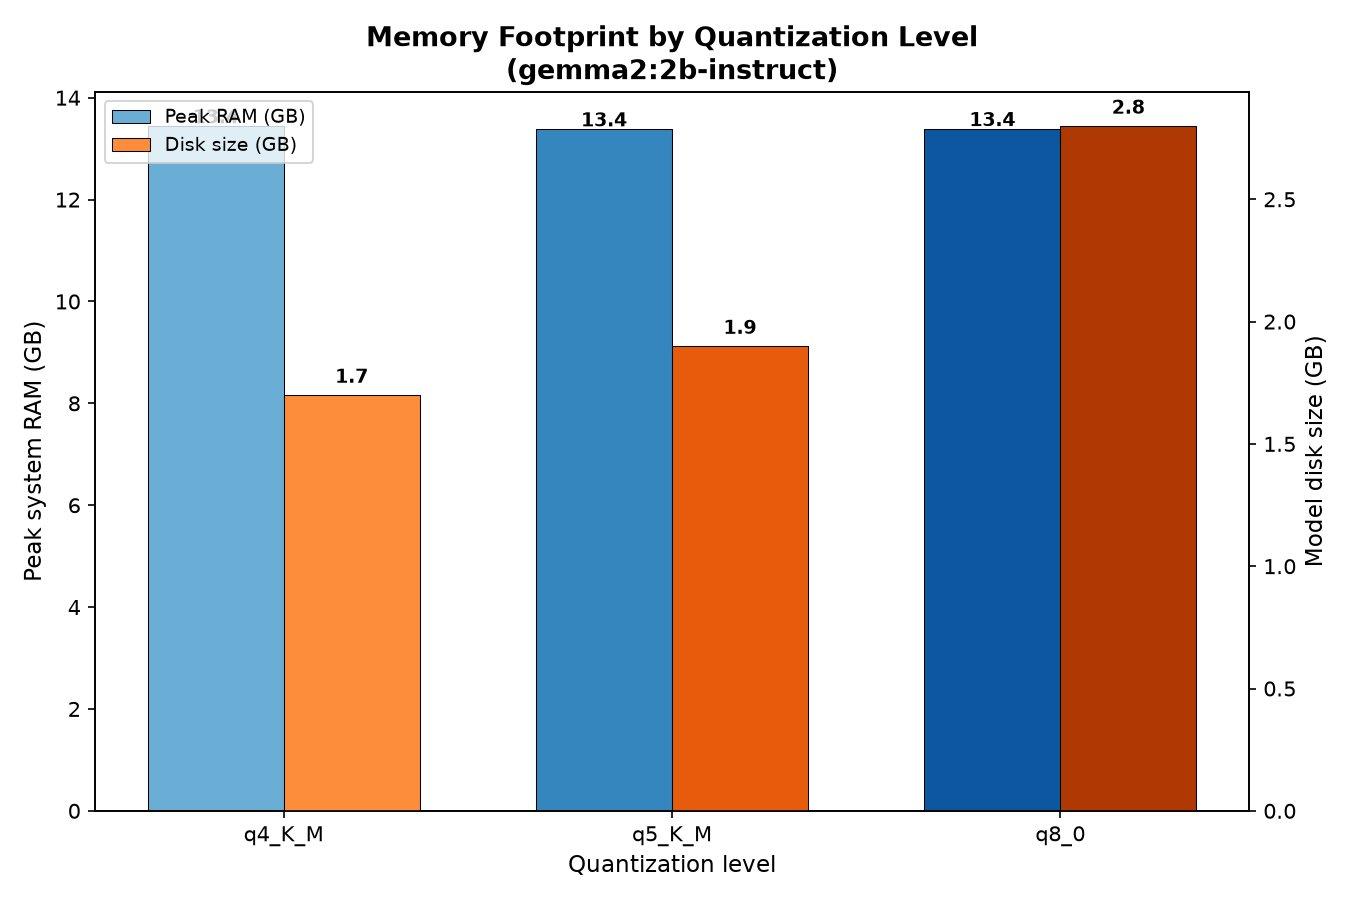 Memory Footprint by Quantization Level
(gemma2:2b-instruct)
Peak RAM (GB)
Disk size (GB)
14
12
10
8
6
4
2
0
Peak system RAM (GB)
1.7
13.4
1.9
13.4
2.8
2.5
2.0
1.5
1.0
0.5
0.0
Model disk size (GB)
q4_K_M
q5_K_M
q8_0
Quantization level